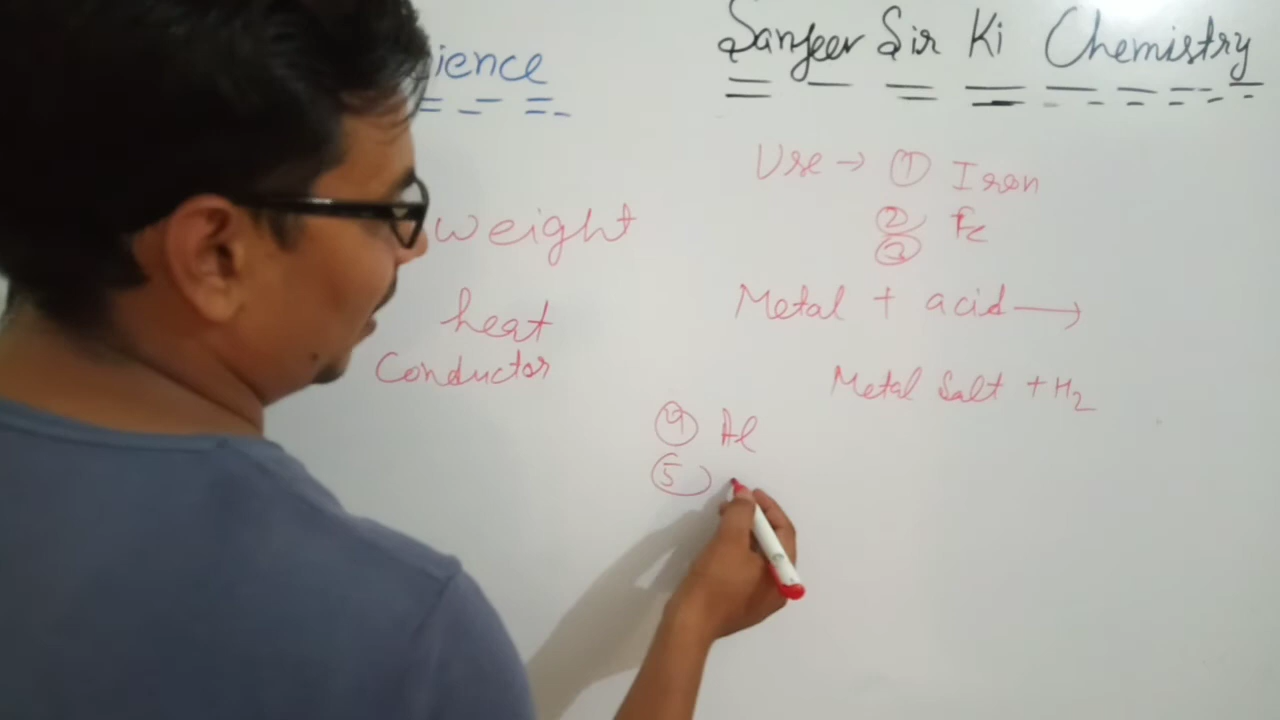 ience
Sanjeev Sir Ki Chemistry
weight
heat
Conductor
Use → ① Iron
② Fe
③
Metal + acid →
Metal Salt + H2
④ Al
⑤